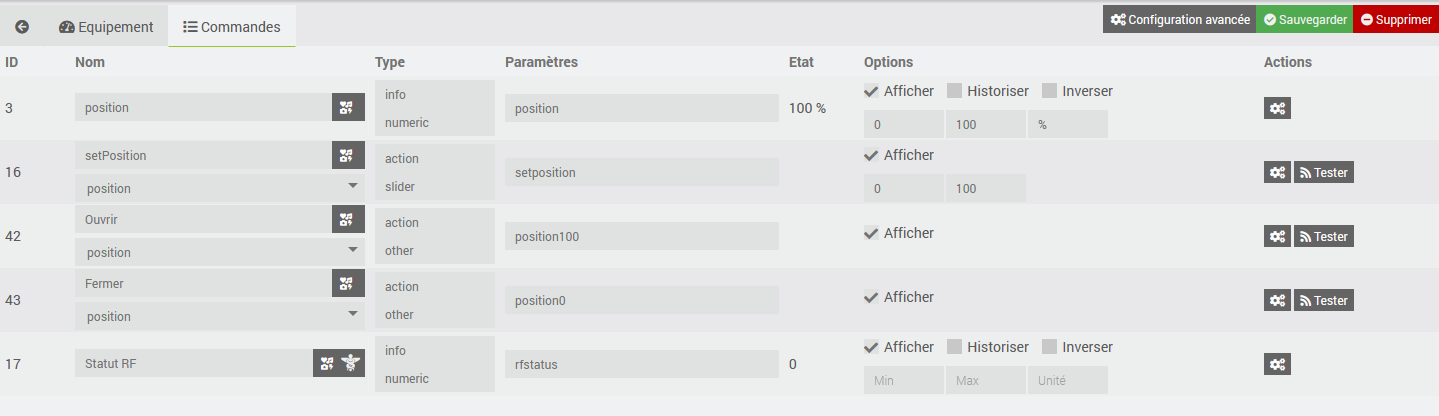 Equipement Commandes Configuration avancée Sauvegarder Supprimer
ID Nom Type Paramètres Etat Options Actions
3 position info numeric position 100 % Afficher Historiser Inverser
0 100 %
16 setPosition position action slider setposition Afficher Tester
0 100
42 Ouvrir position action other position100 Afficher Tester
43 Fermer position action other position0 Afficher Tester
17 Statut RF info numeric rfstatus 0 Afficher Historiser Inverser
Min Max Unité